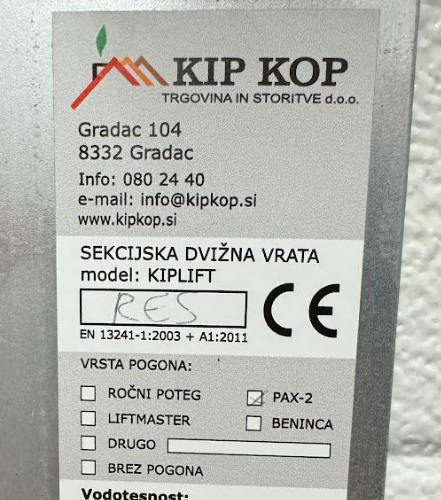 KIP KOP
TRGOVINA IN STORITVE d.o.o.
Gradac 104
8332 Gradac
Info: 080 24 40
e-mail: info@kipkop.si
www.kipkop.si
SEKCIJSKA DVIŽNA VRATA
model: KIPLIFT
RES
CE
EN 13241-1:2003 + A1:2011
VRSTA POGONA:
ROČNI POTEG PAX-2
LIFTMASTER BENINCA
DRUGO
BREZ POGONA
Vodotesnost: